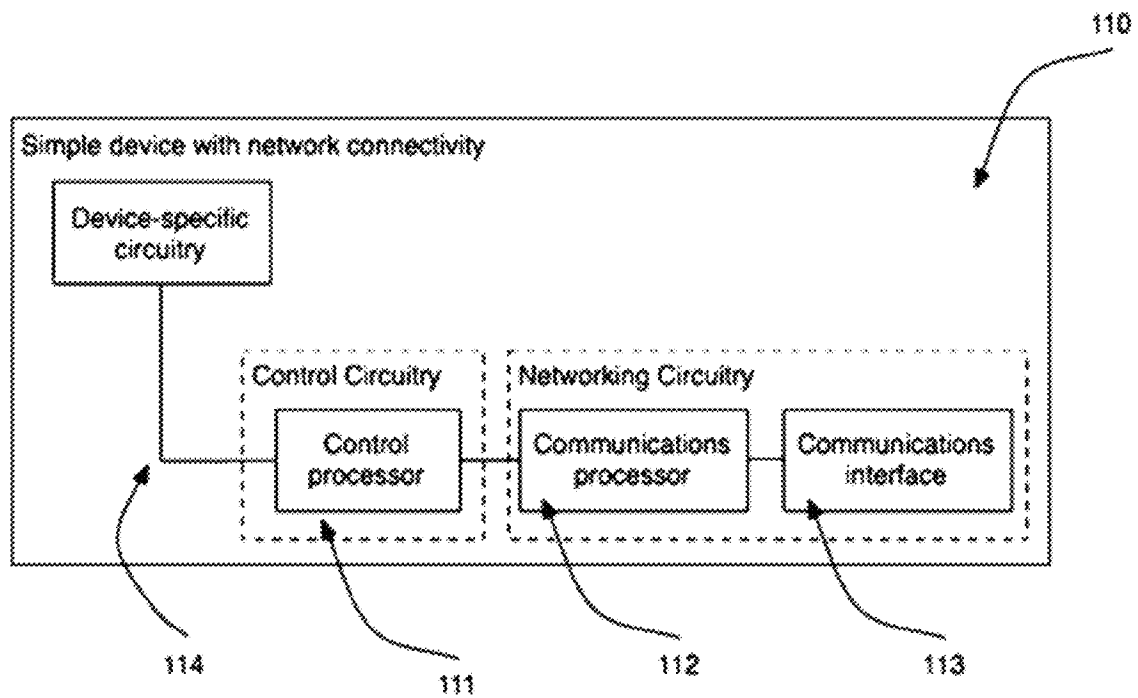 110
Simple device with network connectivity
Device-specific
circuitry
Control Circuitry
Networking Circuitry
Control
processor
Communications
processor
Communications
interface
114
111
112
113